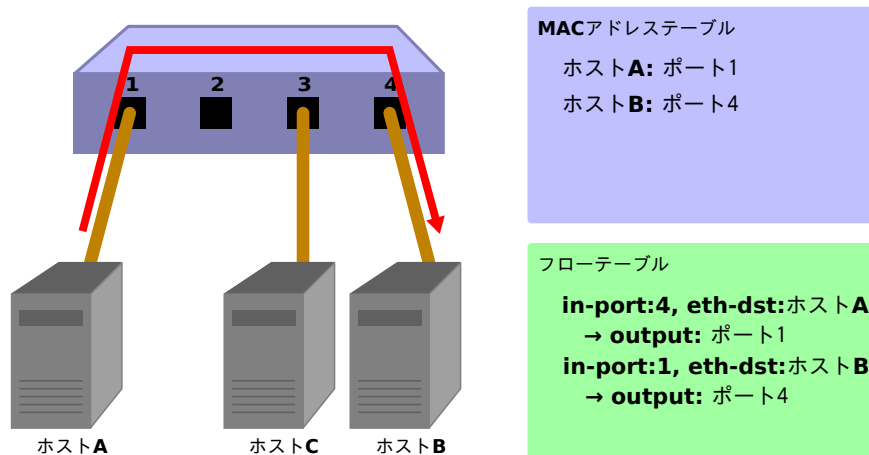 1 2 3 4
ホストA ホストC ホストB
MACアドレステーブル
ホストA: ポート1
ホストB: ポート4
フローテーブル
in-port:4, eth-dst:ホストA
→ output: ポート1
in-port:1, eth-dst:ホストB
→ output: ポート4